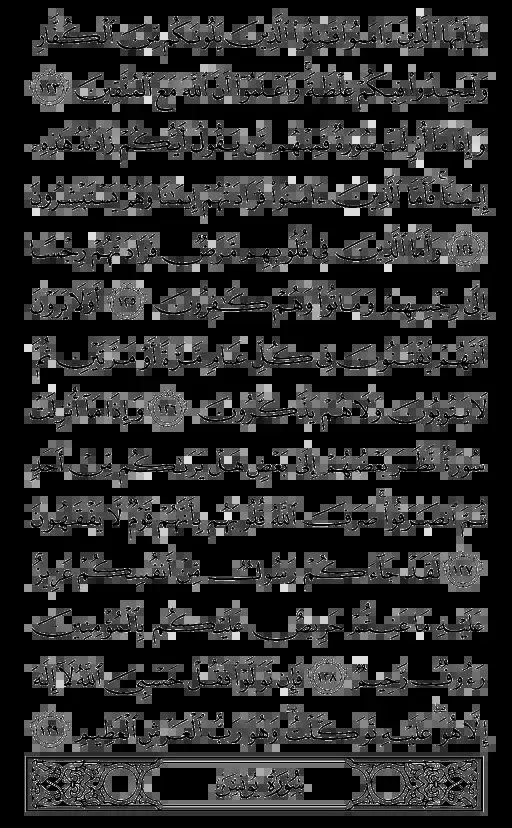 يَٰٓأَيُّهَا ٱلَّذِينَ ءَامَنُوا۟ قَٰتِلُوا۟ ٱلَّذِينَ يَلُونَكُم مِّنَ ٱلْكُفَّارِ
وَلْيَجِدُوا۟ فِيكُمْ غِلْظَةً وَٱعْلَمُوٓا۟ أَنَّ ٱللَّهَ مَعَ ٱلْمُتَّقِينَ ١٢٣
وَإِذَا مَآ أُنزِلَتْ سُورَةٌ فَمِنْهُم مَّن يَقُولُ أَيُّكُمْ زَادَتْهُ هَٰذِهِۦٓ
إِيمَٰنًا فَأَمَّا ٱلَّذِينَ ءَامَنُوا۟ فَزَادَتْهُمْ إِيمَٰنًا وَهُمْ يَسْتَبْشِرُونَ
١٢٤ وَأَمَّا ٱلَّذِينَ فِى قُلُوبِهِم مَّرَضٌ فَزَادَتْهُمْ رِجْسًا
إِلَىٰ رِجْسِهِمْ وَمَاتُوا۟ وَهُمْ كَٰفِرُونَ ١٢٥ أَوَلَا يَرَوْنَ
أَنَّهُمْ يُفْتَنُونَ فِى كُلِّ عَامٍ مَّرَّةً أَوْ مَرَّتَيْنِ ثُمَّ
لَا يَتُوبُونَ وَلَا هُمْ يَذَّكَّرُونَ ١٢٦ وَإِذَا مَآ أُنزِلَتْ
سُورَةٌ نَّظَرَ بَعْضُهُمْ إِلَىٰ بَعْضٍ هَلْ يَرَىٰكُم مِّنْ أَحَدٍ
ثُمَّ ٱنصَرَفُوا۟ صَرَفَ ٱللَّهُ قُلُوبَهُم بِأَنَّهُمْ قَوْمٌ لَّا يَفْقَهُونَ
١٢٧ لَقَدْ جَآءَكُمْ رَسُولٌ مِّنْ أَنفُسِكُمْ عَزِيزٌ
عَلَيْهِ مَا عَنِتُّمْ حَرِيصٌ عَلَيْكُم بِٱلْمُؤْمِنِينَ
رَءُوفٌ رَّحِيمٌ ١٢٨ فَإِن تَوَلَّوْا۟ فَقُلْ حَسْبِىَ ٱللَّهُ لَآ إِلَٰهَ
إِلَّا هُوَ عَلَيْهِ تَوَكَّلْتُ وَهُوَ رَبُّ ٱلْعَرْشِ ٱلْعَظِيمِ ١٢٩
سُورَةُ يُونُسَ